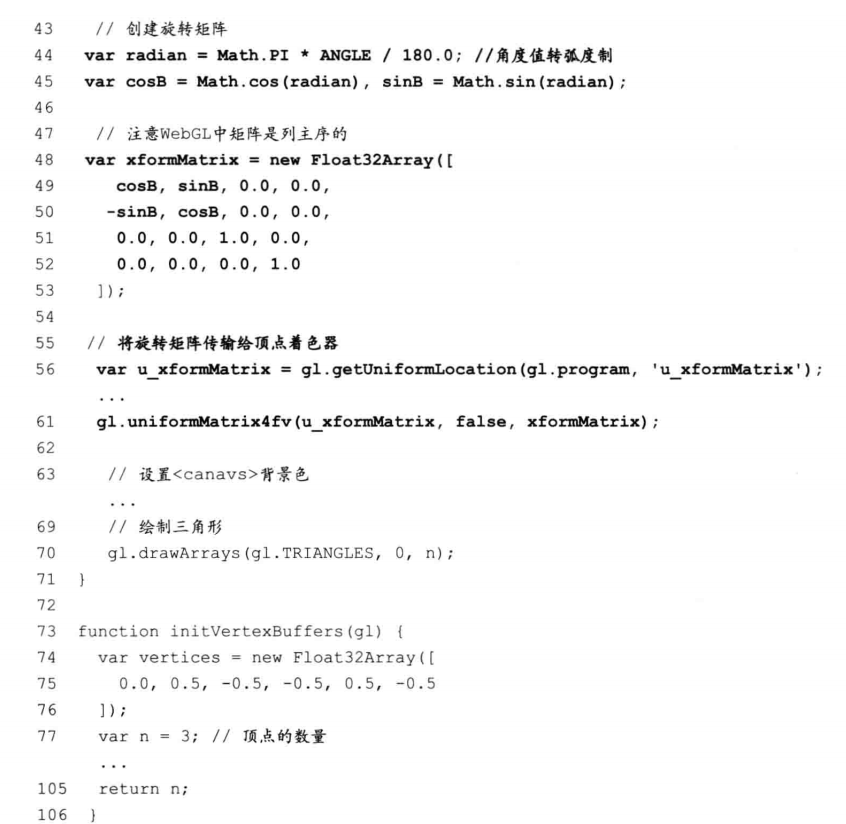 43 // 创建旋转矩阵
44 var radian = Math.PI * ANGLE / 180.0; //角度值转弧度制
45 var cosB = Math.cos(radian), sinB = Math.sin(radian);
46
47 // 注意WebGL中矩阵是列主序的
48 var xformMatrix = new Float32Array([
49 cosB, sinB, 0.0, 0.0,
50 -sinB, cosB, 0.0, 0.0,
51 0.0, 0.0, 1.0, 0.0,
52 0.0, 0.0, 0.0, 1.0
53 ]);
54
55 // 将旋转矩阵传输给顶点着色器
56 var u_xformMatrix = gl.getUniformLocation(gl.program, 'u_xformMatrix');
...
61 gl.uniformMatrix4fv(u_xformMatrix, false, xformMatrix);
62
63 // 设置<canavs>背景色
...
69 // 绘制三角形
70 gl.drawArrays(gl.TRIANGLES, 0, n);
71 }
72
73 function initVertexBuffers(gl) {
74 var vertices = new Float32Array([
75 0.0, 0.5, -0.5, -0.5, 0.5, -0.5
76 ]);
77 var n = 3; // 顶点的数量
...
105 return n;
106 }